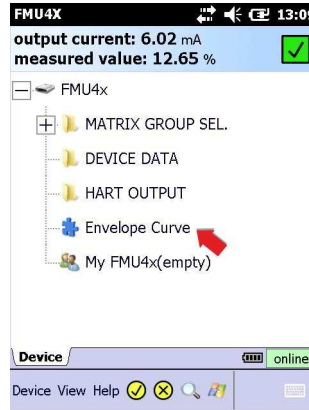 FMU4X 13:09
output current: 6.02 mA
measured value: 12.65 %
FMU4x
MATRIX GROUP SEL.
DEVICE DATA
HART OUTPUT
Envelope Curve
My FMU4x(empty)
Device
online
Device View Help